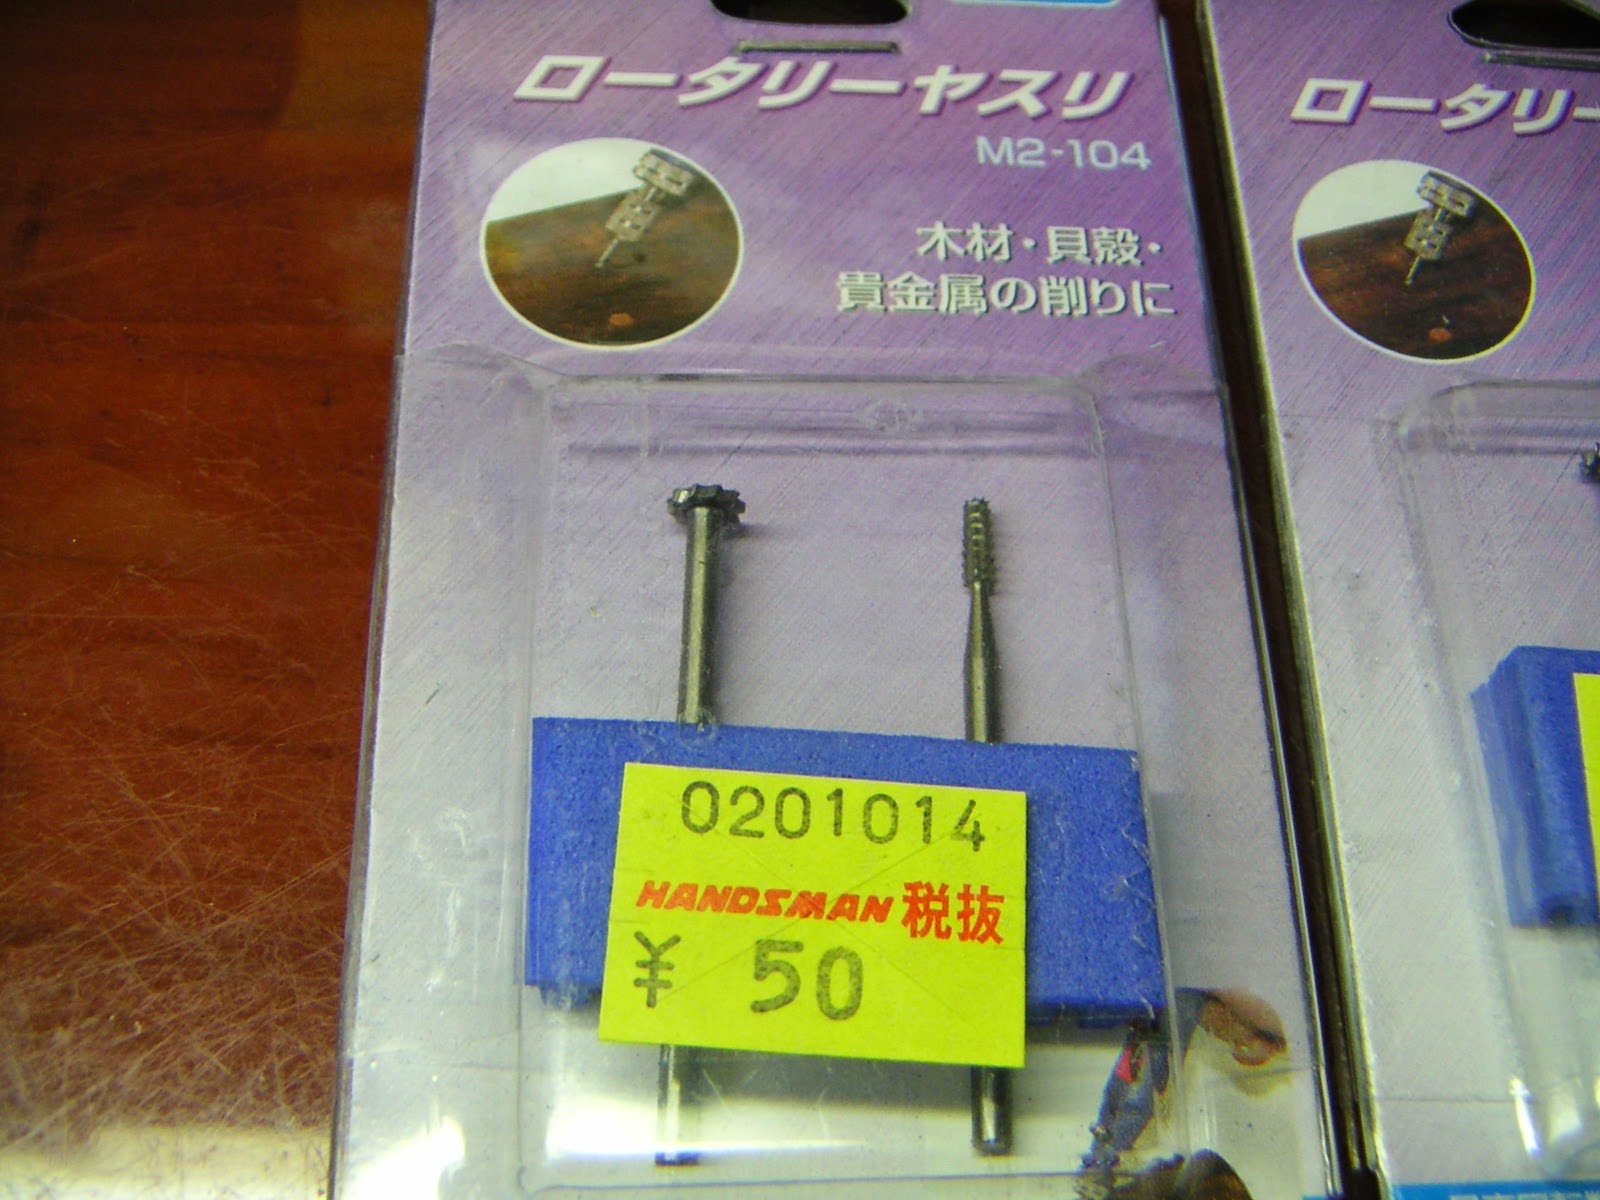 ロータリーヤスリ
M2-104
木材・貝殻・
貴金属の削りに
0201014
HANDSMAN 税抜
¥ 50
ロータリー